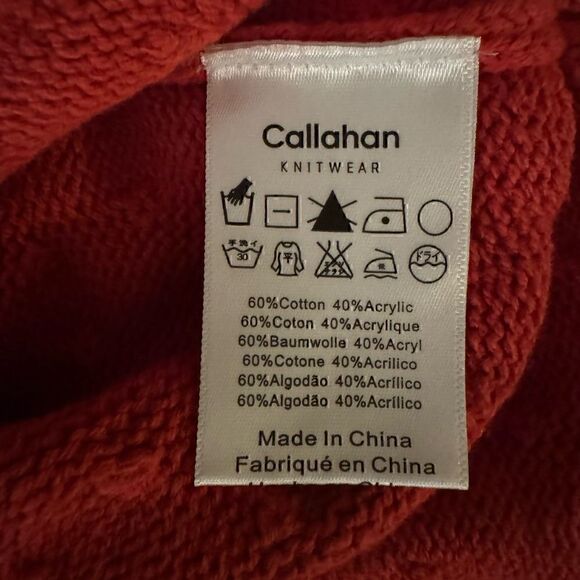 Callahan
KNITWEAR
手洗イ
30
平
ドライ
60%Cotton 40%Acrylic
60%Coton 40%Acrylique
60%Baumwolle 40%Acryl
60%Cotone 40%Acrilico
60%Algodão 40%Acrílico
60%Algodão 40%Acrílico
Made In China
Fabriqué en China